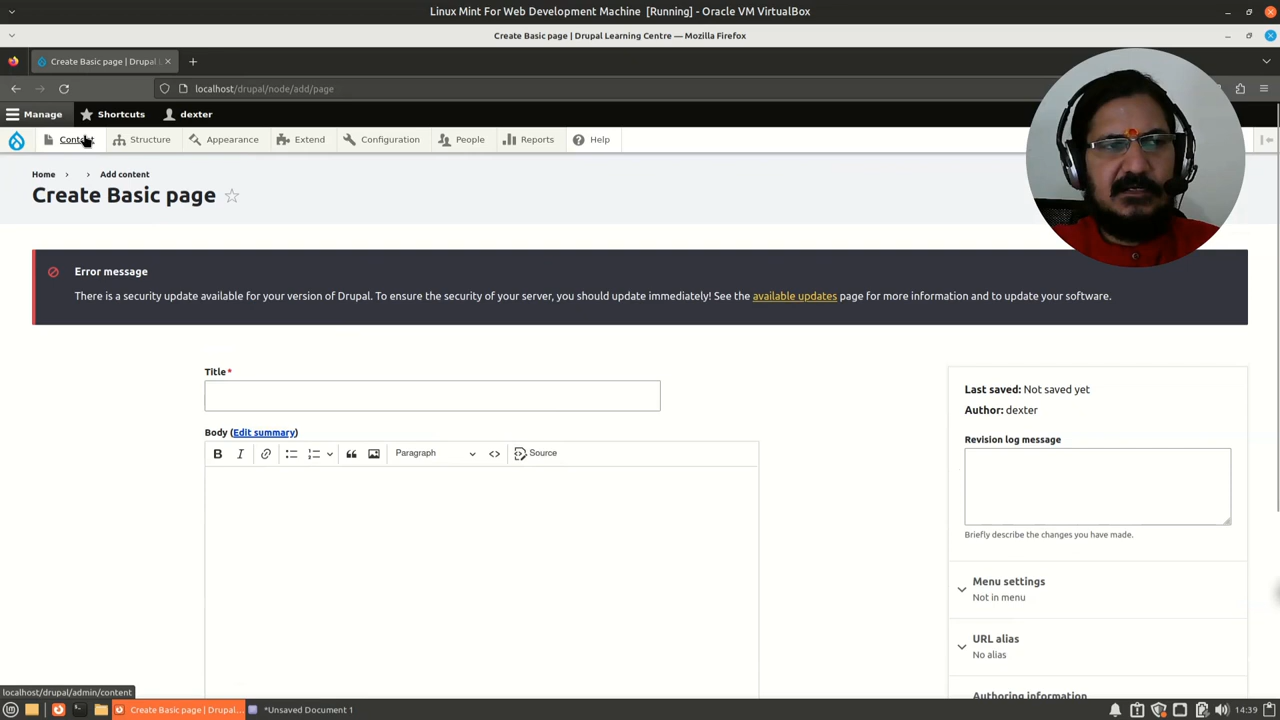 Linux Mint For Web Development Machine [Running] - Oracle VM VirtualBox
Create Basic page | Drupal Learning Centre — Mozilla Firefox
Create Basic page | Drupal
localhost/drupal/node/add/page
Manage Shortcuts dexter
Content Structure Appearance Extend Configuration People Reports Help
Home › › Add content
Create Basic page
Error message
There is a security update available for your version of Drupal. To ensure the security of your server, you should update immediately! See the available updates page for more information and to update your software.
Title*
Last saved: Not saved yet
Author: dexter
Body (Edit summary)
Revision log message
B I Paragraph <> Source
Briefly describe the changes you have made.
Menu settings
Not in menu
URL alias
No alias
Authoring information
localhost/drupal/admin/content
Create Basic page | Drupal... *Unsaved Document 1 14:39